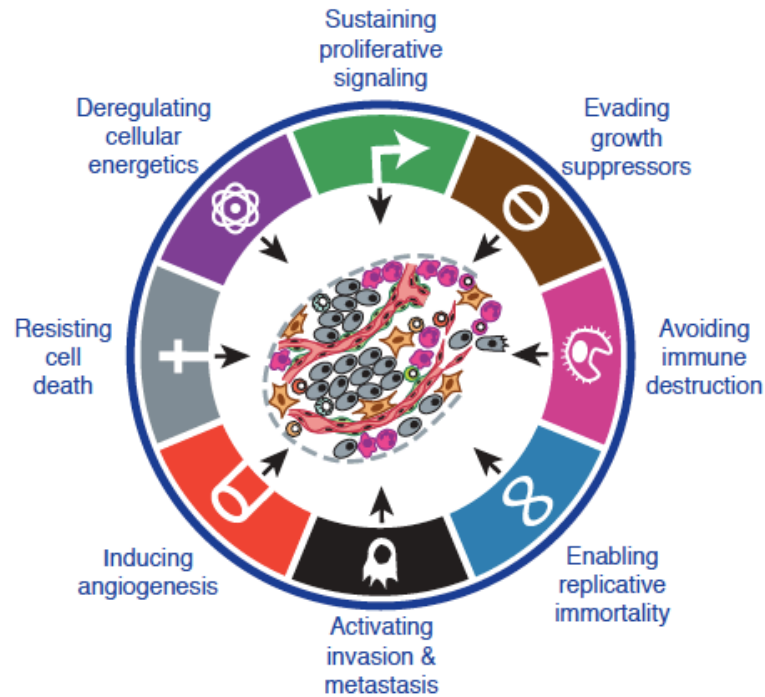 Sustaining
proliferative
signaling
Evading
growth
suppressors
Avoiding
immune
destruction
Enabling
replicative
immortality
Activating
invasion &
metastasis
Inducing
angiogenesis
Resisting
cell
death
Deregulating
cellular
energetics